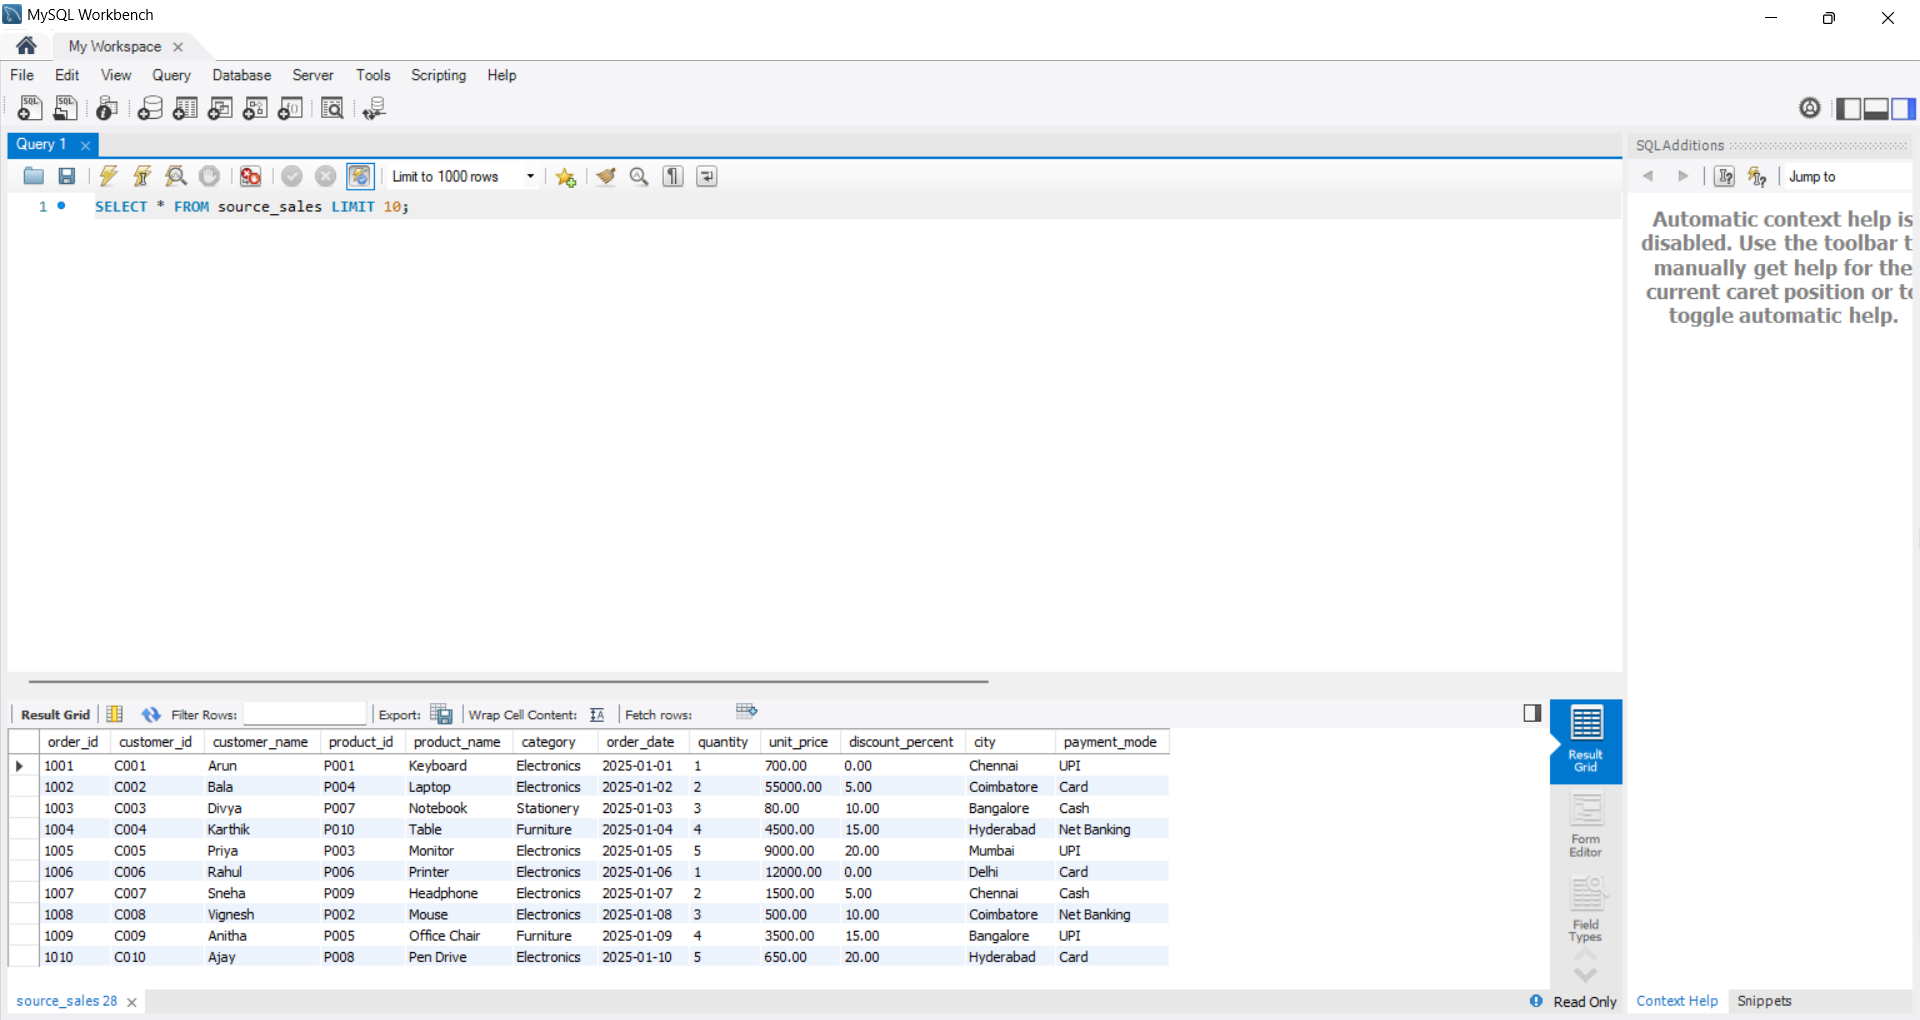 MySQL Workbench
My Workspace
File Edit View Query Database Server Tools Scripting Help
Query 1
SQLAdditions
Limit to 1000 rows
Jump to
1 SELECT * FROM source_sales LIMIT 10;
Automatic context help is
disabled. Use the toolbar t
manually get help for the
current caret position or to
toggle automatic help.
Result Grid Filter Rows: Export: Wrap Cell Content: Fetch rows:
order_id customer_id customer_name product_id product_name category order_date quantity unit_price discount_percent city payment_mode
1001 C001 Arun P001 Keyboard Electronics 2025-01-01 1 700.00 0.00 Chennai UPI
1002 C002 Bala P004 Laptop Electronics 2025-01-02 2 55000.00 5.00 Coimbatore Card
1003 C003 Divya P007 Notebook Stationery 2025-01-03 3 80.00 10.00 Bangalore Cash
1004 C004 Karthik P010 Table Furniture 2025-01-04 4 4500.00 15.00 Hyderabad Net Banking
1005 C005 Priya P003 Monitor Electronics 2025-01-05 5 9000.00 20.00 Mumbai UPI
1006 C006 Rahul P006 Printer Electronics 2025-01-06 1 12000.00 0.00 Delhi Card
1007 C007 Sneha P009 Headphone Electronics 2025-01-07 2 1500.00 5.00 Chennai Cash
1008 C008 Vignesh P002 Mouse Electronics 2025-01-08 3 500.00 10.00 Coimbatore Net Banking
1009 C009 Anitha P005 Office Chair Furniture 2025-01-09 4 3500.00 15.00 Bangalore UPI
1010 C010 Ajay P008 Pen Drive Electronics 2025-01-10 5 650.00 20.00 Hyderabad Card
Result
Grid
Form
Editor
Field
Types
source_sales 28
Read Only
Context Help Snippets